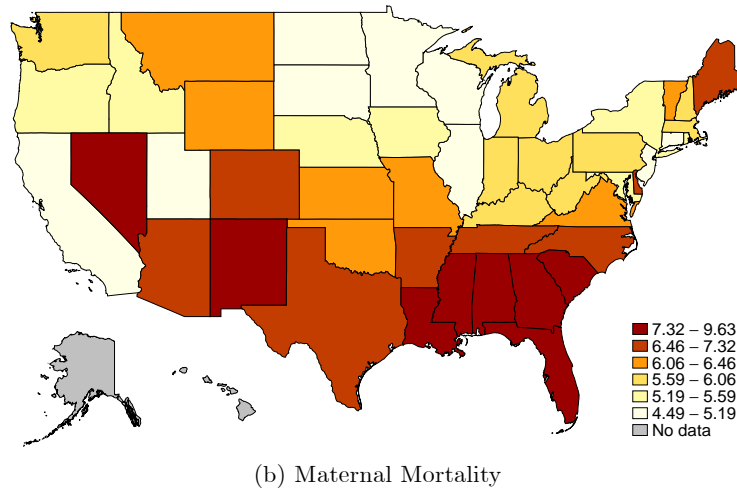 7.32 − 9.63
6.46 − 7.32
6.06 − 6.46
5.59 − 6.06
5.19 − 5.59
4.49 − 5.19
No data
(b) Maternal Mortality